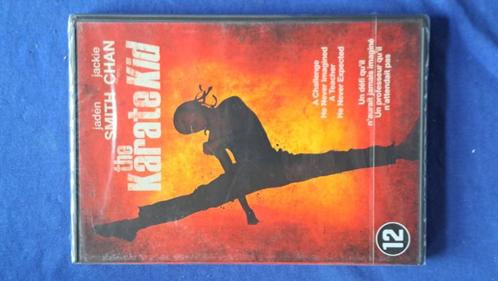 jaden jackie
SMITH CHAN
the
Karate Kid
A Challenge
He Never Imagined
A Teacher
He Never Expected
Un défi qu'il
n'aurait jamais imaginé
Un professeur qu'il
n'attendait pas
12